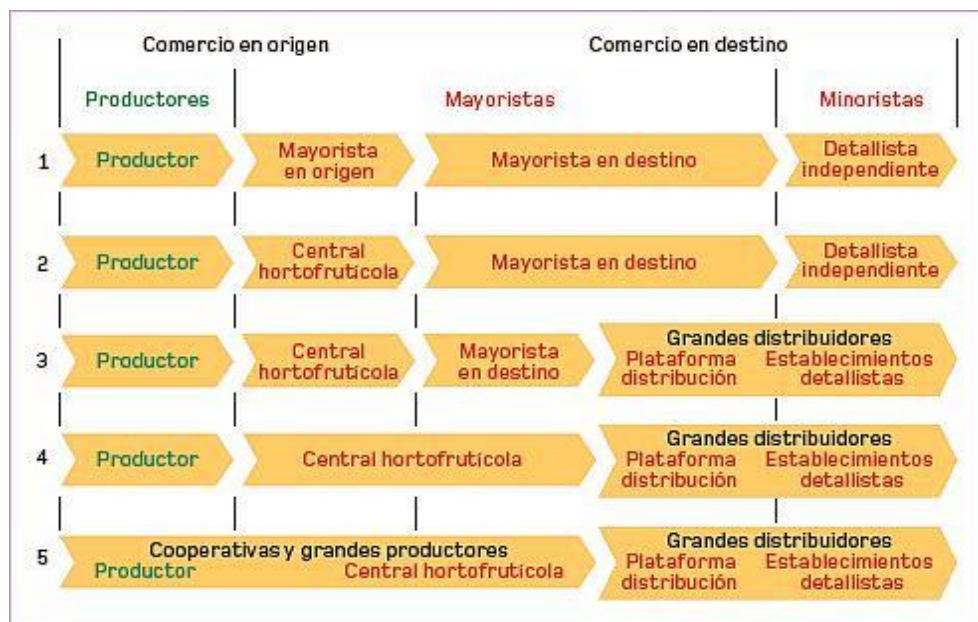 Comercio en origen Comercio en destino
Productores Mayoristas Minoristas
1 Productor Mayorista en origen Mayorista en destino Detallista independiente
2 Productor Central hortofrutícola Mayorista en destino Detallista independiente
3 Productor Central hortofrutícola Mayorista en destino Grandes distribuidores Plataforma distribución Establecimientos detallistas
4 Productor Central hortofrutícola Grandes distribuidores Plataforma distribución Establecimientos detallistas
5 Cooperativas y grandes productores Productor Central hortofrutícola Grandes distribuidores Plataforma distribución Establecimientos detallistas